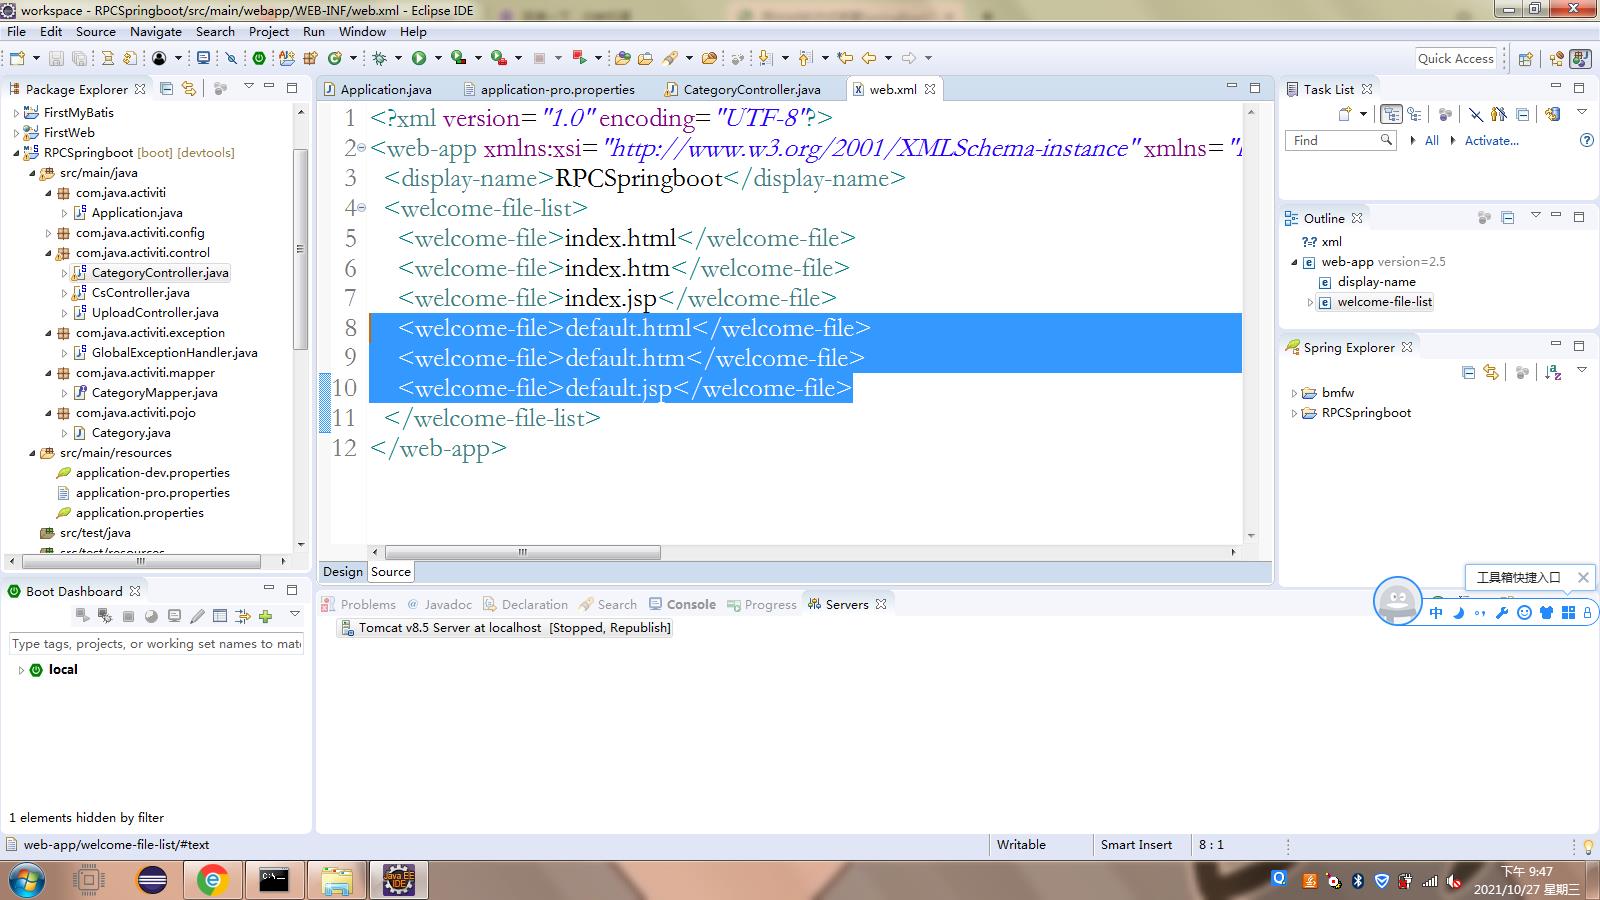 workspace - RPCSpringboot/src/main/webapp/WEB-INF/web.xml - Eclipse IDE
File Edit Source Navigate Search Project Run Window Help
Quick Access
Package Explorer
FirstMyBatis
FirstWeb
RPCSpringboot [boot] [devtools]
src/main/java
com.java.activiti
Application.java
com.java.activiti.config
com.java.activiti.control
CategoryController.java
CsController.java
UploadController.java
com.java.activiti.exception
GlobalExceptionHandler.java
com.java.activiti.mapper
CategoryMapper.java
com.java.activiti.pojo
Category.java
src/main/resources
application-dev.properties
application-pro.properties
application.properties
src/test/java
src/test/resources
Boot Dashboard
Type tags, projects, or working set names to mat
local
1 elements hidden by filter
Application.java application-pro.properties CategoryController.java web.xml
1 <?xml version="1.0" encoding="UTF-8"?>
2 <web-app xmlns:xsi="http://www.w3.org/2001/XMLSchema-instance" xmlns="
3 <display-name>RPCSpringboot</display-name>
4 <welcome-file-list>
5 <welcome-file>index.html</welcome-file>
6 <welcome-file>index.htm</welcome-file>
7 <welcome-file>index.jsp</welcome-file>
8 <welcome-file>default.html</welcome-file>
9 <welcome-file>default.htm</welcome-file>
10 <welcome-file>default.jsp</welcome-file>
11 </welcome-file-list>
12 </web-app>
Design Source
Problems @ Javadoc Declaration Search Console Progress Servers
Tomcat v8.5 Server at localhost [Stopped, Republish]
Task List
Find All Activate...
Outline
?=? xml
web-app version=2.5
display-name
welcome-file-list
Spring Explorer
bmfw
RPCSpringboot
工具箱快捷入口
中
web-app/welcome-file-list/#text
Writable Smart Insert 8 : 1
Java EE
IDE
下午 9:47
2021/10/27 星期三